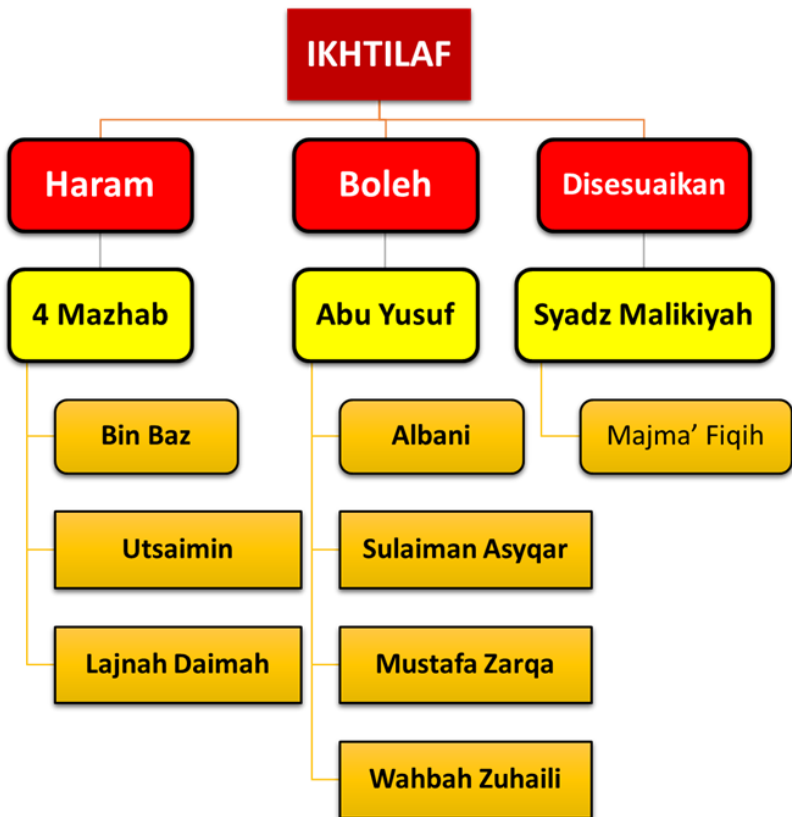 IKHTILAF
Haram
Boleh
Disesuaikan
4 Mazhab
Abu Yusuf
Syadz Malikiyah
Bin Baz
Albani
Majma' Fiqih
Utsaimin
Sulaiman Asyqar
Lajnah Daimah
Mustafa Zarqa
Wahbah Zuhaili